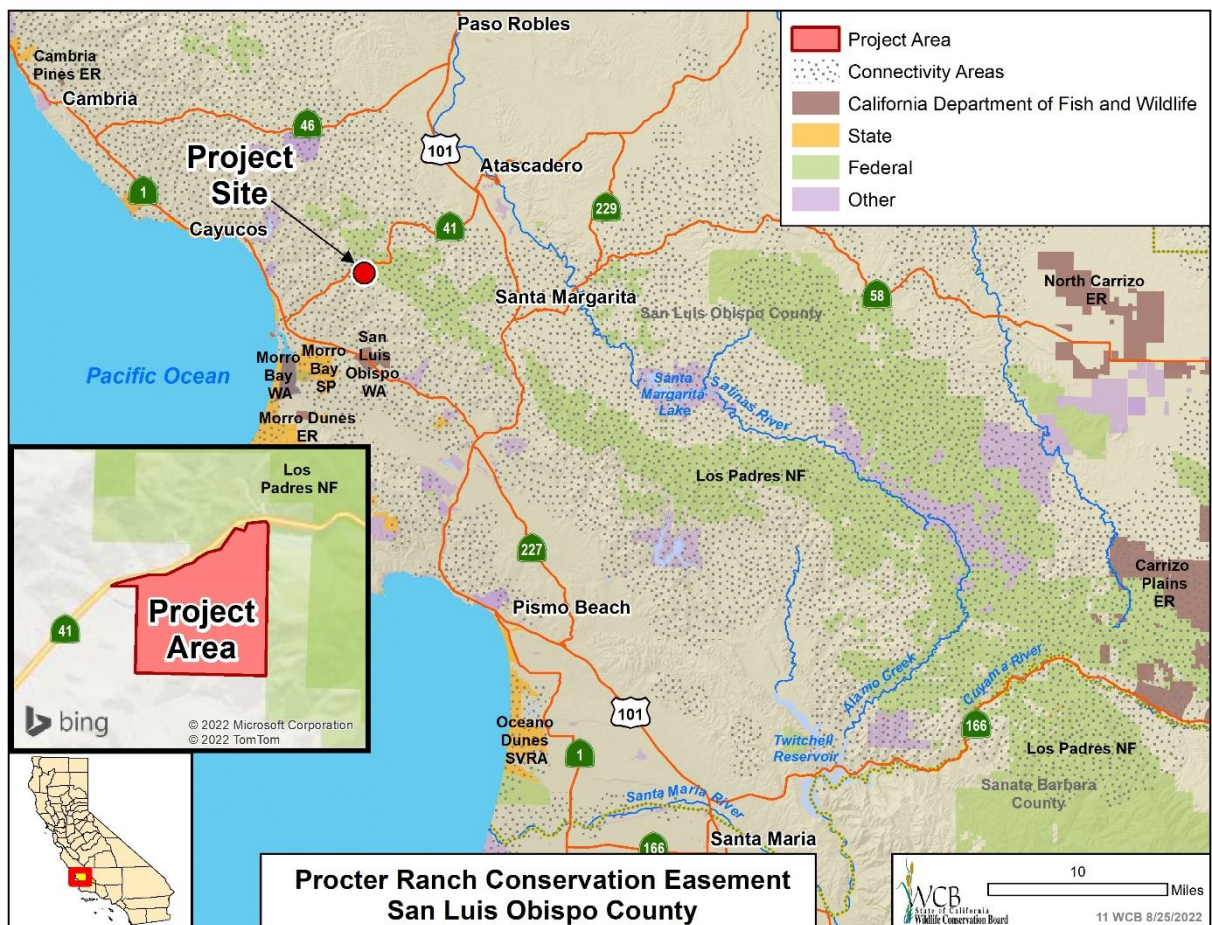 Paso Robles
Cambria
Pines ER
Cambria
46
Project
Site
101
Atascadero
1
41
229
Cayucos
Santa Margarita
San Luis Obispo County
58
North Carrizo
ER
Pacific Ocean
Morro
Bay
WA
Morro
Bay
SP
San
Luis
Obispo
WA
Morro Dunes
ER
Santa
Margarita
Lake
Salinas River
Los Padres NF
227
Pismo Beach
Carrizo
Plains
ER
Alamo Creek
Cuyama River
101
Oceano
Dunes
SVRA
1
Twitchell
Reservoir
166
Los Padres NF
Sanata Barbara
County
Santa Maria River
166
Santa Maria
Project Area
Connectivity Areas
California Department of Fish and Wildlife
State
Federal
Other
Los
Padres NF
Project
Area
41
bing
© 2022 Microsoft Corporation
© 2022 TomTom
Procter Ranch Conservation Easement
San Luis Obispo County
WCB
State of California
Wildlife Conservation Board
10
Miles
11 WCB 8/25/2022